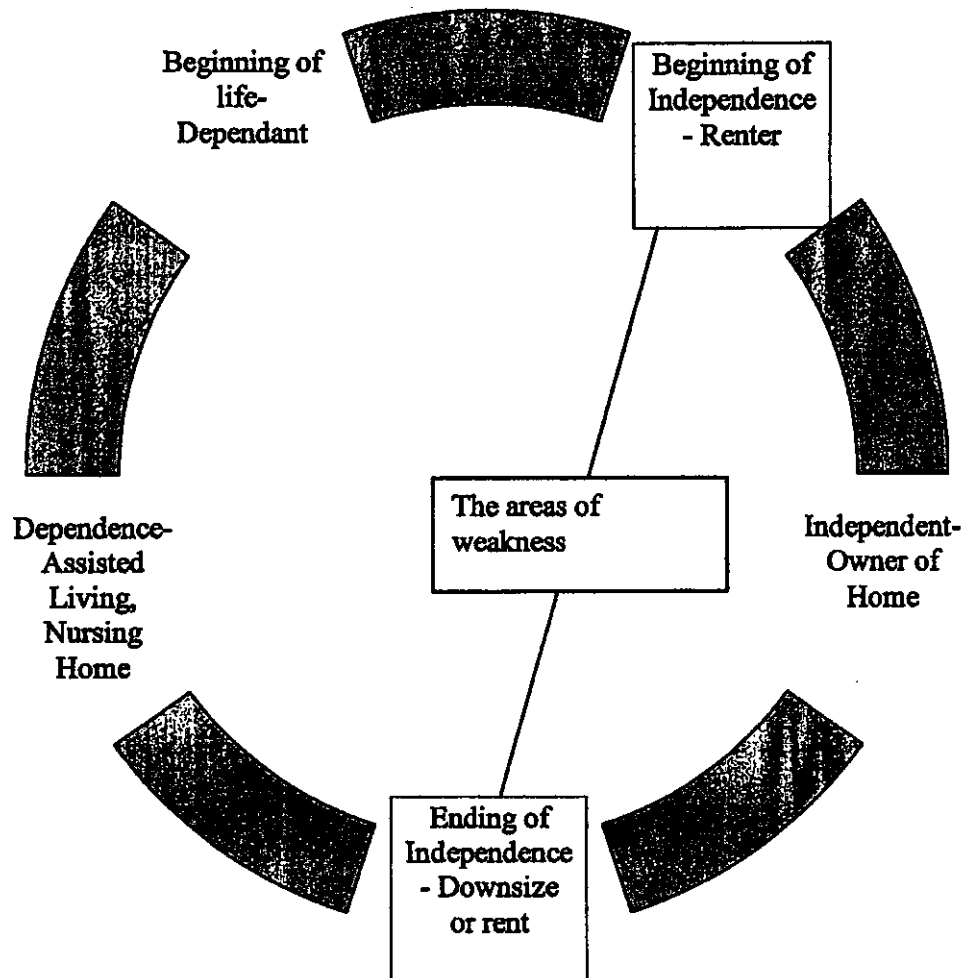 Beginning of
life-
Dependant
Beginning of
Independence
- Renter
Independent-
Owner of
Home
The areas of
weakness
Ending of
Independence
- Downsize
or rent
Dependence-
Assisted
Living,
Nursing
Home